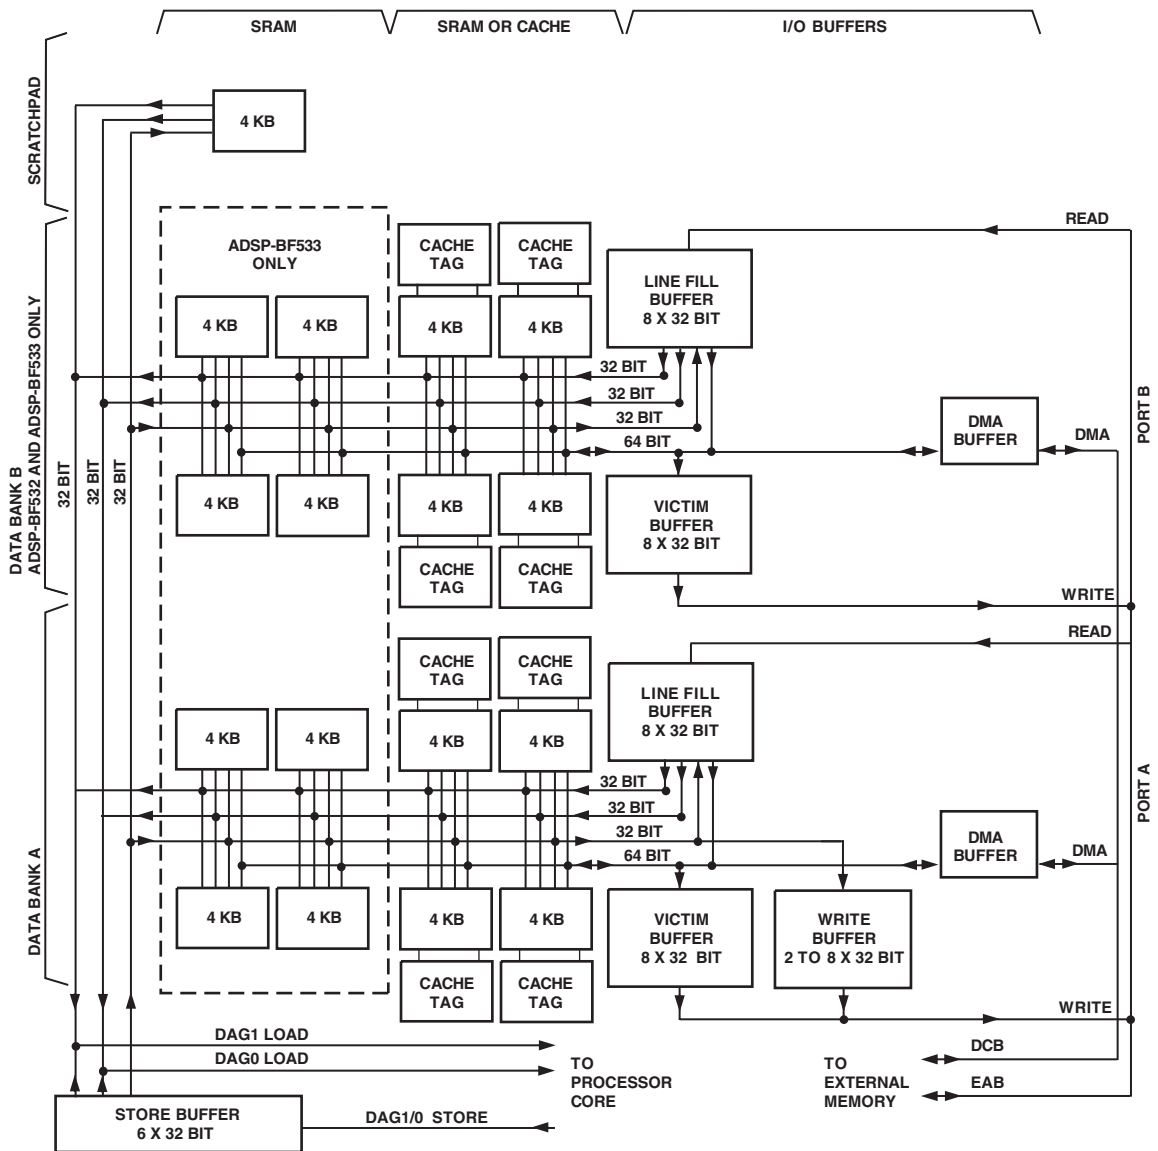 SRAM
SRAM OR CACHE
I/O BUFFERS
SCRATCHPAD
4 KB
READ
ADSP-BF533
ONLY
CACHE
TAG
CACHE
TAG
LINE FILL
BUFFER
8 X 32 BIT
4 KB
4 KB
4 KB
4 KB
32 BIT
32 BIT
32 BIT
64 BIT
DMA
BUFFER
DMA
PORT B
DATA BANK B
ADSP-BF532 AND ADSP-BF533 ONLY
32 BIT
32 BIT
32 BIT
4 KB
4 KB
4 KB
4 KB
VICTIM
BUFFER
8 X 32 BIT
CACHE
TAG
CACHE
TAG
WRITE
READ
CACHE
TAG
CACHE
TAG
LINE FILL
BUFFER
8 X 32 BIT
4 KB
4 KB
4 KB
4 KB
32 BIT
32 BIT
32 BIT
64 BIT
DMA
BUFFER
DMA
PORT A
DATA BANK A
4 KB
4 KB
4 KB
4 KB
VICTIM
BUFFER
8 X 32 BIT
WRITE
BUFFER
2 TO 8 X 32 BIT
CACHE
TAG
CACHE
TAG
WRITE
DAG1 LOAD
DAG0 LOAD
TO
PROCESSOR
CORE
TO
EXTERNAL
MEMORY
DCB
EAB
STORE BUFFER
6 X 32 BIT
DAG1/0 STORE